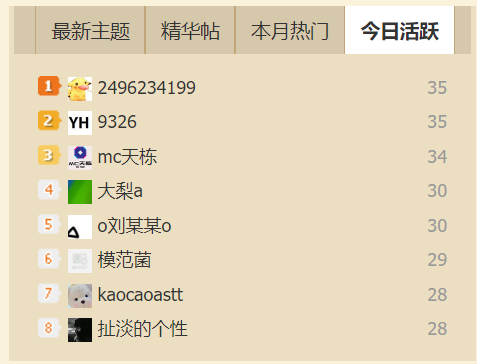 最新主题 精华帖 本月热门 今日活跃
1 2496234199 35
2 YH 9326 35
3 mc天栋 34
4 大梨a 30
5 o刘某某o 30
6 模范菌 29
7 kaocaoastt 28
8 扯淡的个性 28